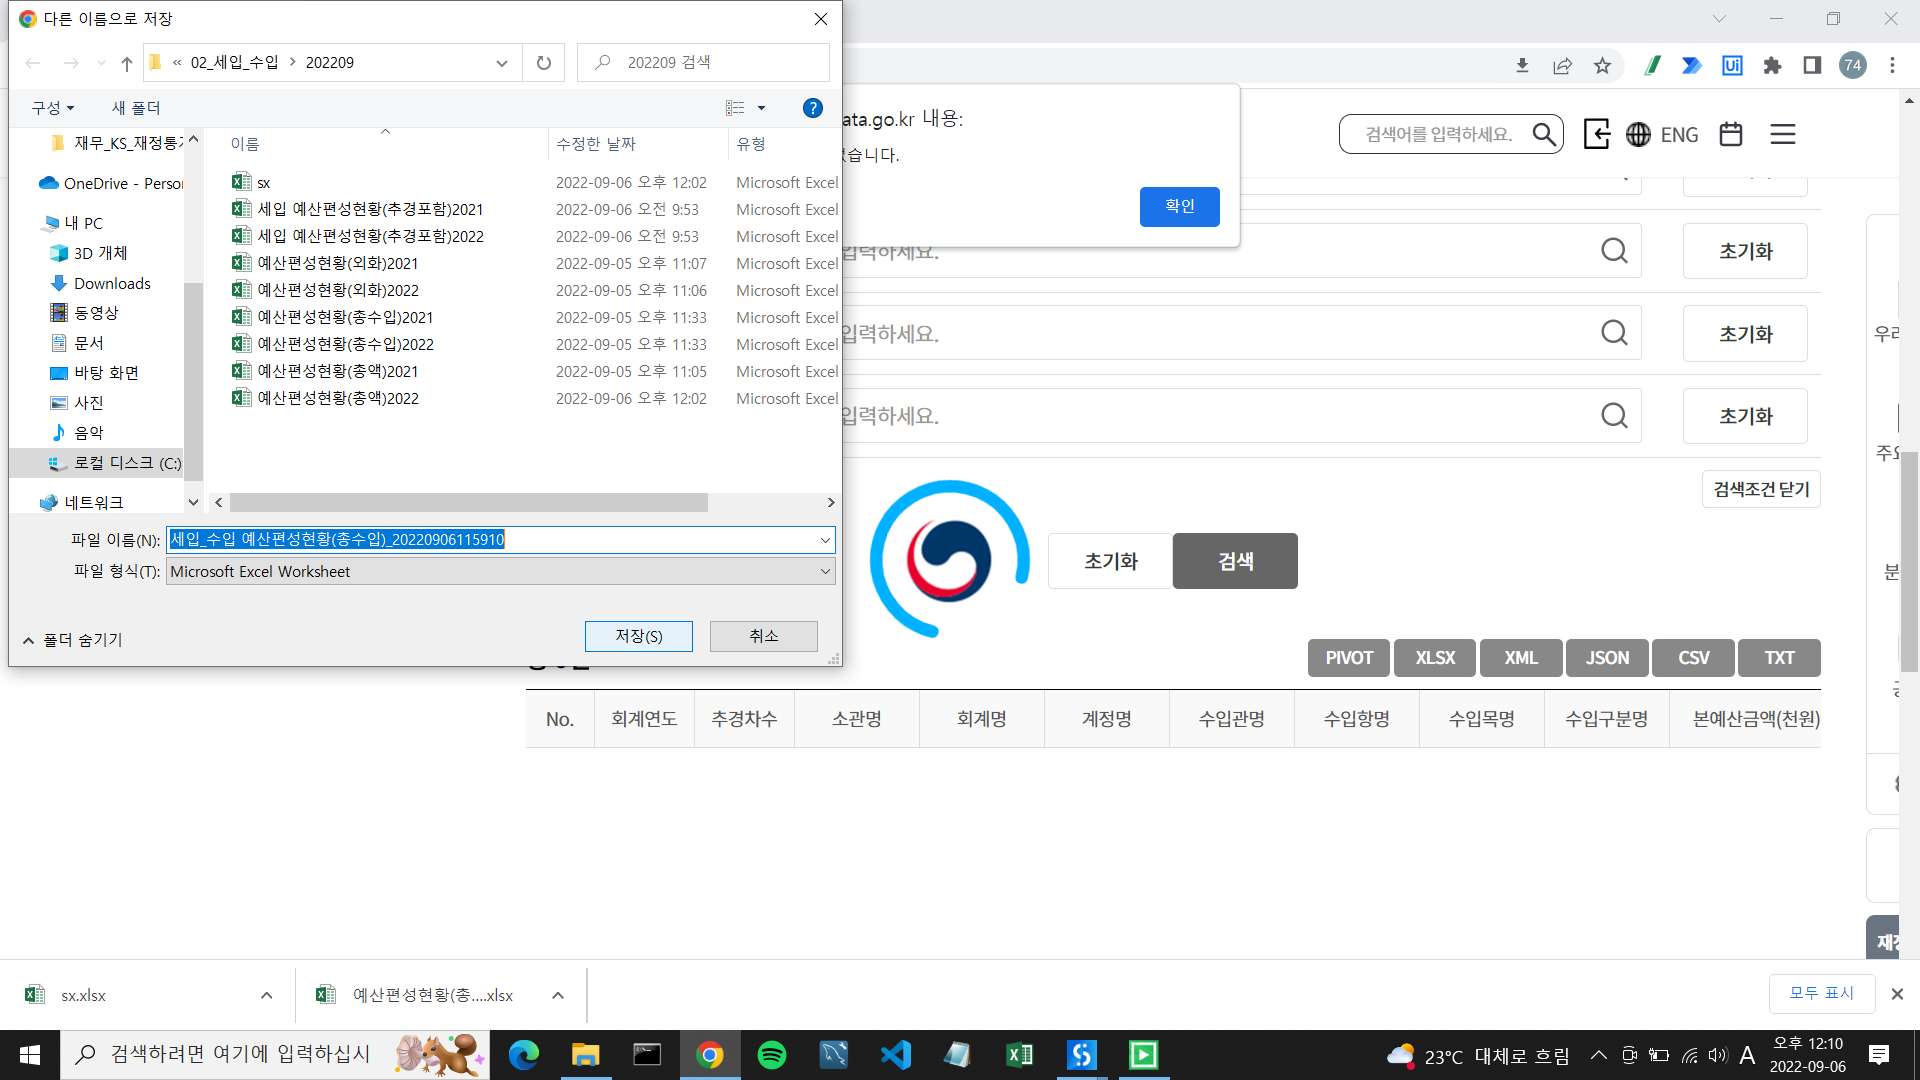 다른 이름으로 저장
« 02_세입_수입 > 202209
202209 검색
구성
새 폴더
재무_KS_재정통
OneDrive - Person
내 PC
3D 개체
Downloads
동영상
문서
바탕 화면
사진
음악
로컬 디스크 (C:)
네트워크
이름 수정한 날짜 유형
sx 2022-09-06 오후 12:02 Microsoft Excel
세입 예산편성현황(추경포함)2021 2022-09-06 오전 9:53 Microsoft Excel
세입 예산편성현황(추경포함)2022 2022-09-06 오전 9:53 Microsoft Excel
예산편성현황(외화)2021 2022-09-05 오후 11:07 Microsoft Excel
예산편성현황(외화)2022 2022-09-05 오후 11:06 Microsoft Excel
예산편성현황(총수입)2021 2022-09-05 오후 11:33 Microsoft Excel
예산편성현황(총수입)2022 2022-09-05 오후 11:33 Microsoft Excel
예산편성현황(총액)2021 2022-09-05 오후 11:05 Microsoft Excel
예산편성현황(총액)2022 2022-09-06 오후 12:02 Microsoft Excel
파일 이름(N): 세입_수입 예산편성현황(총수입)_20220906115910
파일 형식(T): Microsoft Excel Worksheet
폴더 숨기기
저장(S)
취소
74
ata.go.kr 내용:
습니다.
확인
검색어를 입력하세요.
ENG
입력하세요.
초기화
입력하세요.
초기화
입력하세요.
초기화
검색조건 닫기
초기화
검색
PIVOT XLSX XML JSON CSV TXT
No. 회계연도 추경차수 소관명 회계명 계정명 수입관명 수입항명 수입목명 수입구분명 본예산금액(천원)
우리
주요
분
sx.xlsx
예산편성현황(총....xlsx
모두 표시
검색하려면 여기에 입력하십시
23°C 대체로 흐림
A
오후 12:10
2022-09-06